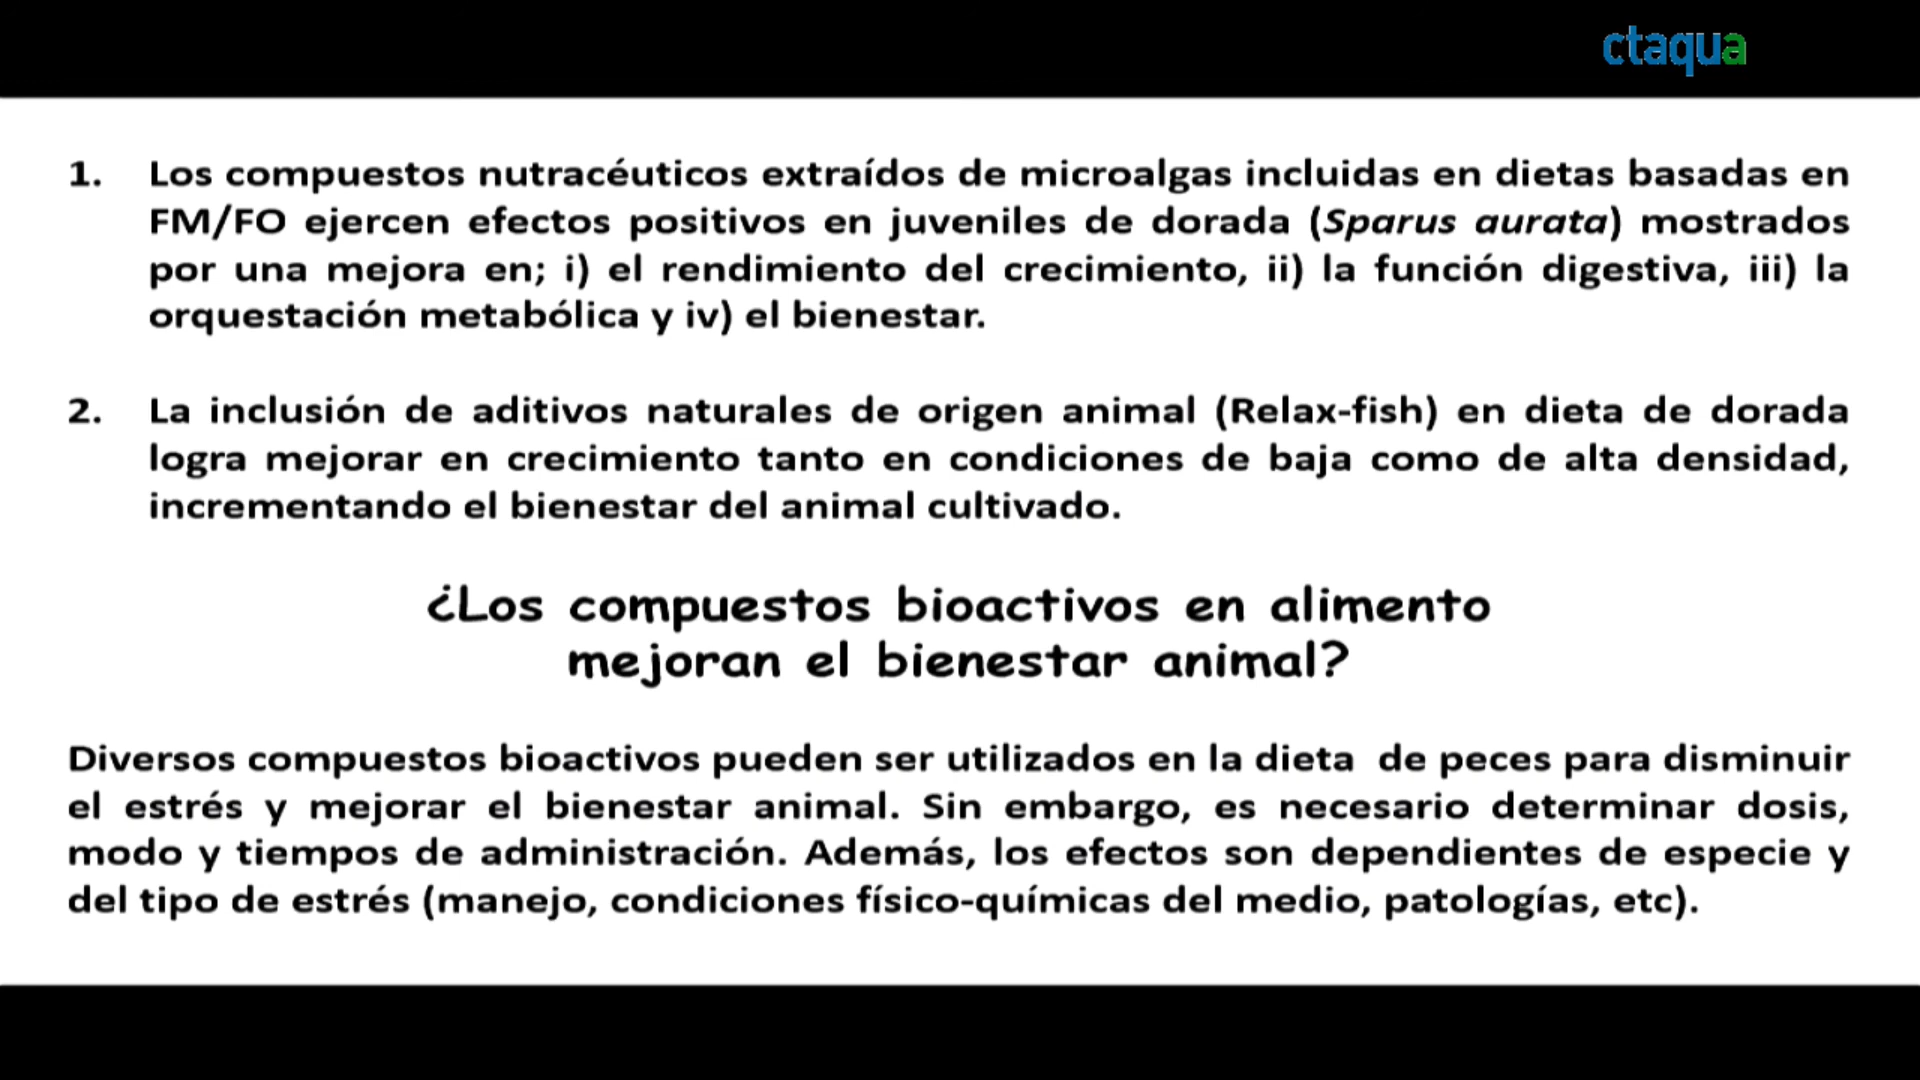 ctaqua
1. Los compuestos nutracéuticos extraídos de microalgas incluidas en dietas basadas en
FM/FO ejercen efectos positivos en juveniles de dorada (Sparus aurata) mostrados
por una mejora en; i) el rendimiento del crecimiento, ii) la función digestiva, iii) la
orquestación metabólica y iv) el bienestar.
2. La inclusión de aditivos naturales de origen animal (Relax-fish) en dieta de dorada
logra mejorar en crecimiento tanto en condiciones de baja como de alta densidad,
incrementando el bienestar del animal cultivado.
¿Los compuestos bioactivos en alimento
mejoran el bienestar animal?
Diversos compuestos bioactivos pueden ser utilizados en la dieta de peces para disminuir
el estrés y mejorar el bienestar animal. Sin embargo, es necesario determinar dosis,
modo y tiempos de administración. Además, los efectos son dependientes de especie y
del tipo de estrés (manejo, condiciones físico-químicas del medio, patologías, etc).